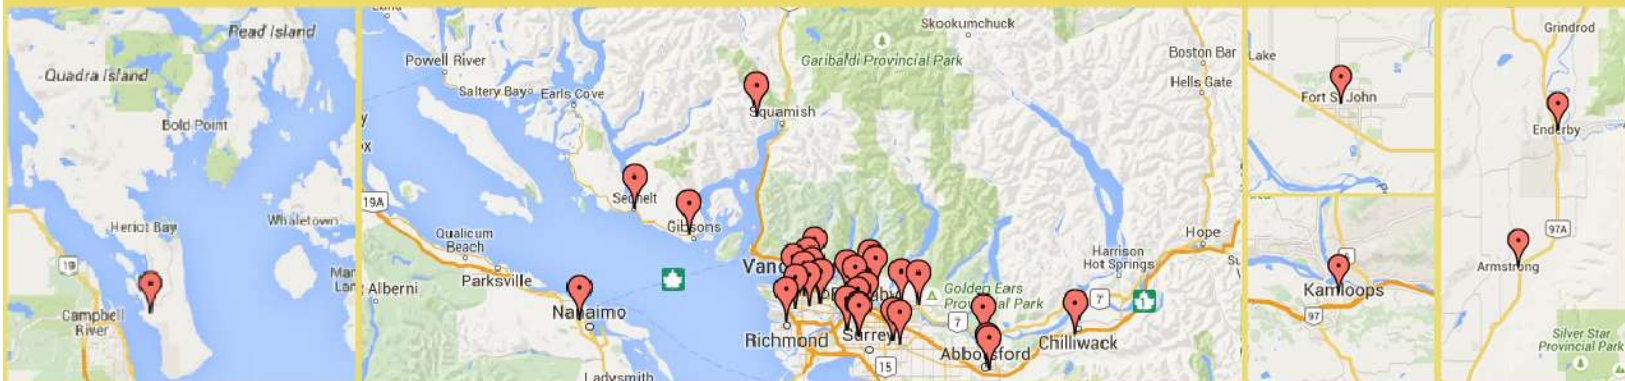 Read Island
Quadra Island
Bold Point
Heriot Bay
Whaletown
19
Campbell
River
Skookumchuck
Boston Bar
Powell River
Garibaldi Provincial Park
Hells Gate
Saltery Bay
Earls Cove
Squamish
Sechelt
19A
Gibsons
Qualicum
Beach
Hope
Harrison
Hot Springs
Parksville
Alberni
Golden Ears
Provincial Park
7
1
7
Nanaimo
Richmond
Surrey
Abbotsford
Chilliwack
15
Ladysmith
Lake
Fort St John
Kamloops
97
Grindrod
Enderby
97A
Armstrong
Silver Star
Provincial Park